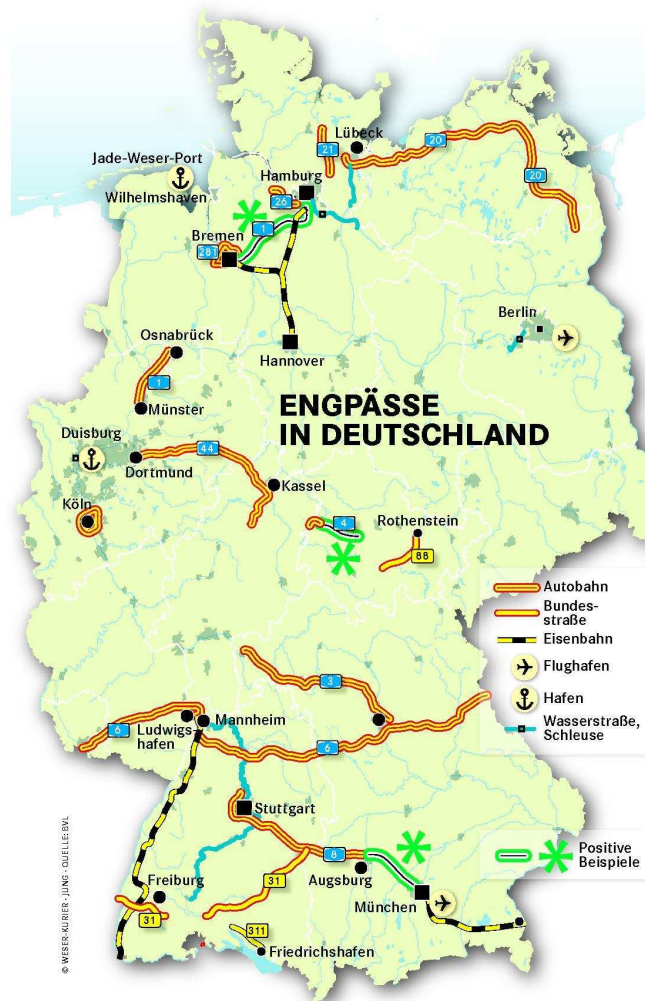 Lübeck
20
21
Jade-Weser-Port
Hamburg
20
Wilhelmshaven
26
1
Bremen
281
Berlin
Osnabrück
Hannover
1
Münster
ENGPÄSSE
IN DEUTSCHLAND
Duisburg
44
Dortmund
Kassel
Köln
4
Rothenstein
88
Autobahn
Bundes-
straße
Eisenbahn
Flughafen
Hafen
Wasserstraße,
Schleuse
3
Mannheim
6
Ludwigs-
hafen
6
Stuttgart
8
Positive
Beispiele
Augsburg
31
Freiburg
München
31
311
Friedrichshafen
© WESER-KURIER · JUNG · QUELLE: BVL